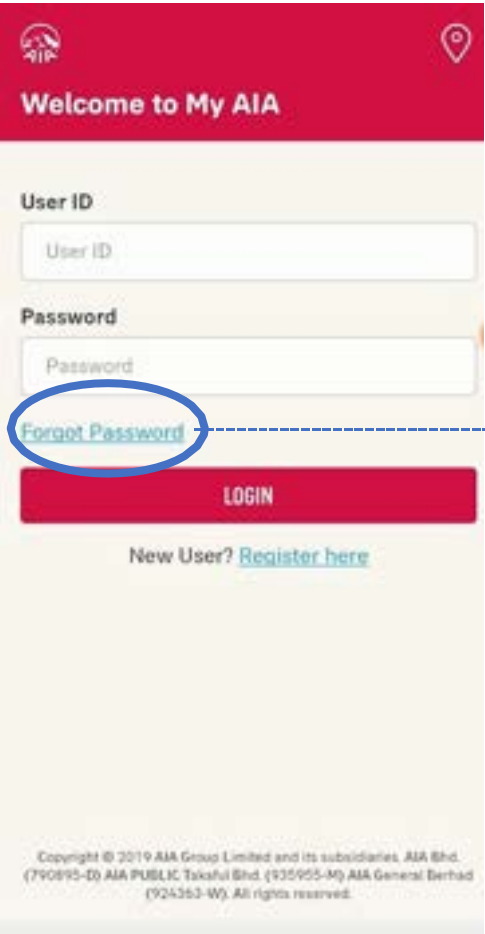 AIA
Welcome to My AIA
User ID
User ID
Password
Password
Forgot Password
LOGIN
New User? Register here
Copyright © 2019 AIA Group Limited and its subsidiaries. AIA Bhd.
(790895-D) AIA PUBLIC Takaful Bhd. (935955-M) AIA General Berhad
(924363-W). All rights reserved.